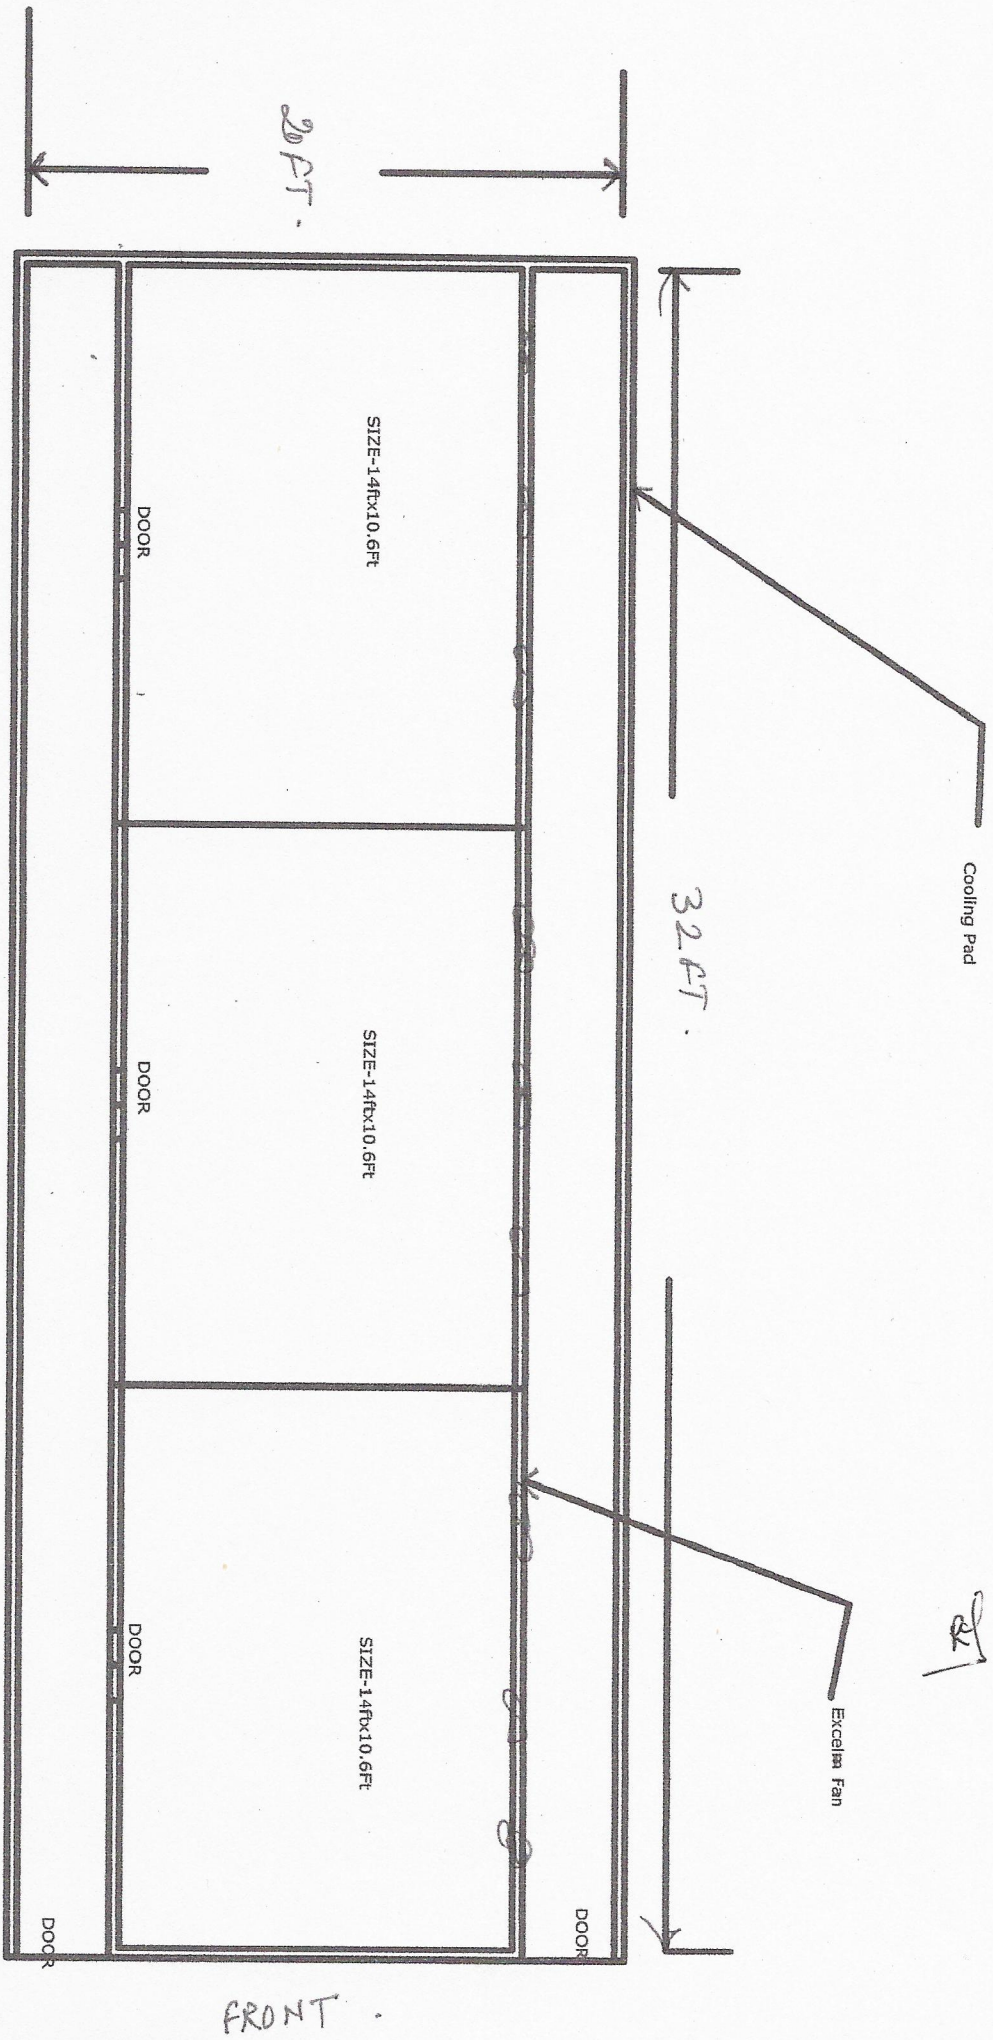 20 FT.
32 FT.
Cooling Pad
SIZE-14ftx10.6Ft
DOOR
SIZE-14ftx10.6Ft
DOOR
Excelm Fan
SIZE-14ftx10.6Ft
DOOR
DOOR
DOOR
FRONT.